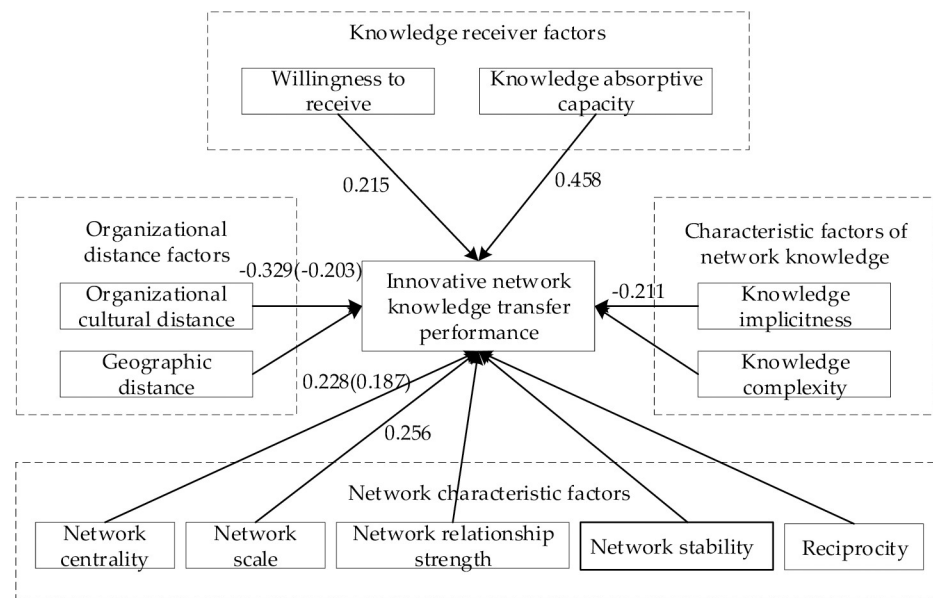 Knowledge receiver factors
Willingness to
receive
Knowledge absorptive
capacity
0.215
0.458
Organizational
distance factors
-0.329(-0.203)
Organizational
cultural distance
Geographic
distance
Innovative network
knowledge transfer
performance
Characteristic factors of
network knowledge
-0.211
Knowledge
implicitness
Knowledge
complexity
0.228(0.187)
0.256
Network characteristic factors
Network
centrality
Network
scale
Network relationship
strength
Network stability
Reciprocity